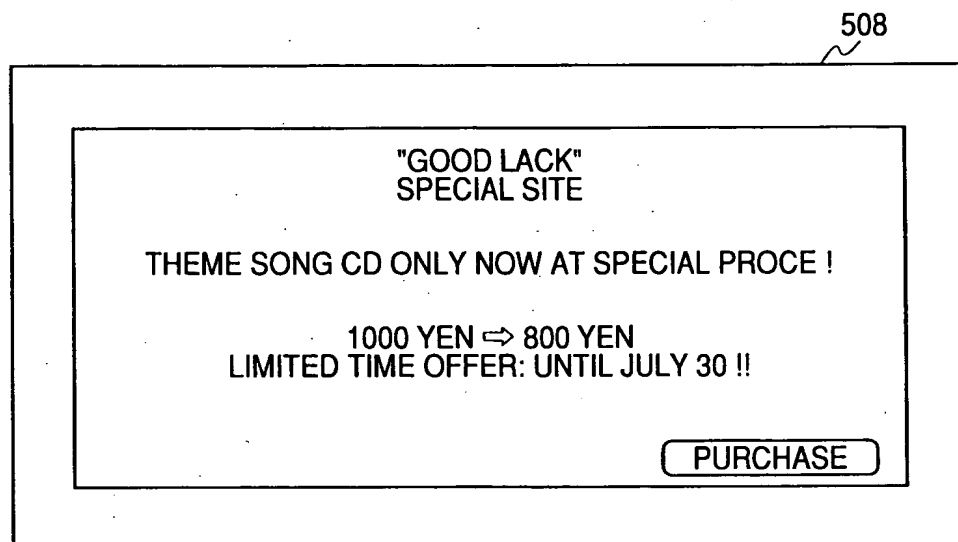 508
"GOOD LACK"
SPECIAL SITE
THEME SONG CD ONLY NOW AT SPECIAL PROCE !
1000 YEN ⇨ 800 YEN
LIMITED TIME OFFER: UNTIL JULY 30 !!
PURCHASE